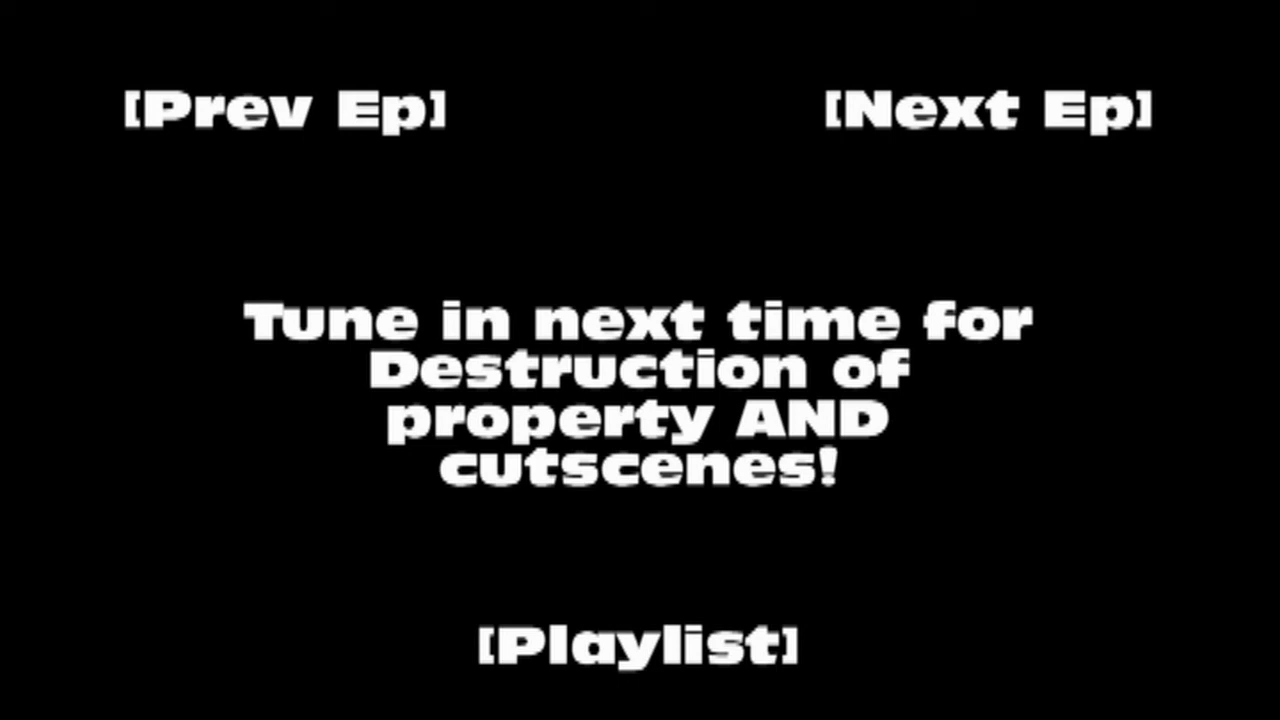 [Prev Ep]
[Next Ep]
Tune in next time for
Destruction of
property AND
cutscenes!
[Playlist]